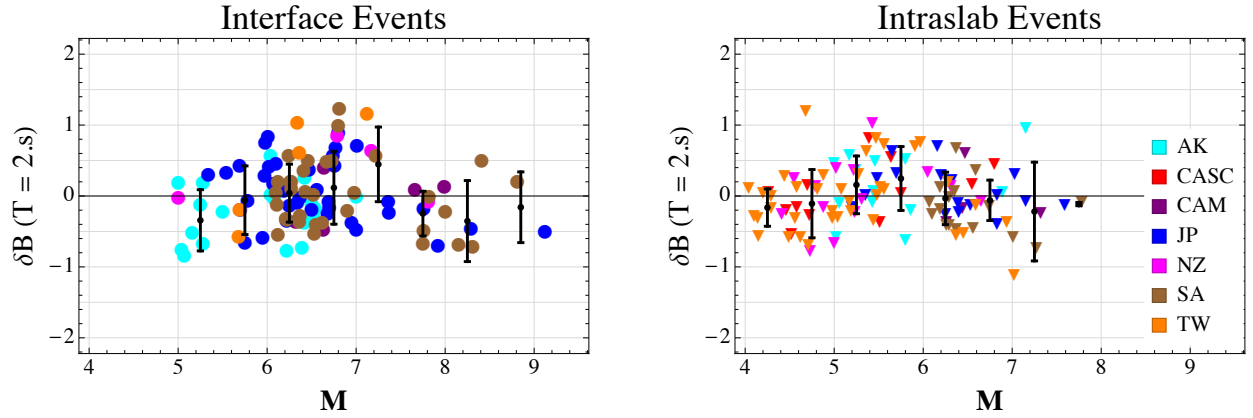 Interface Events
2
1
0
−1
−2
δB (T = 2.s)
4 5 6 7 8 9
M
Intraslab Events
2
1
0
−1
−2
δB (T = 2.s)
4 5 6 7 8 9
M
AK
CASC
CAM
JP
NZ
SA
TW